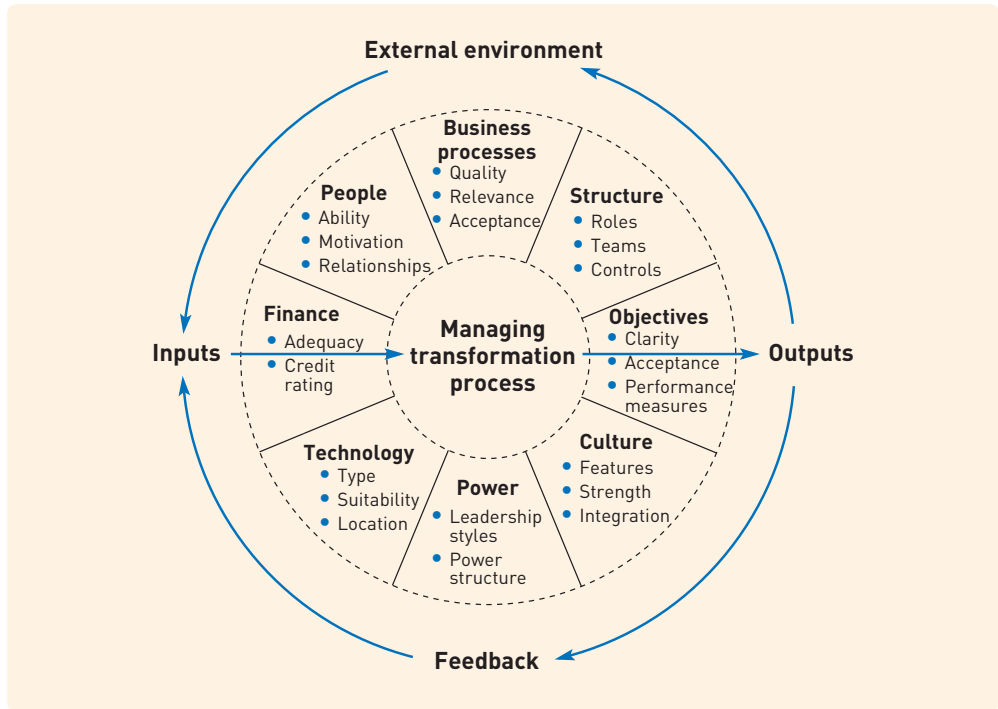 External environment
Business
processes
• Quality
• Relevance
• Acceptance
People
• Ability
• Motivation
• Relationships
Structure
• Roles
• Teams
• Controls
Finance
• Adequacy
• Credit
rating
Inputs
Managing
transformation
process
Objectives
• Clarity
• Acceptance
• Performance
measures
Outputs
Technology
• Type
• Suitability
• Location
Power
• Leadership
styles
• Power
structure
Culture
• Features
• Strength
• Integration
Feedback